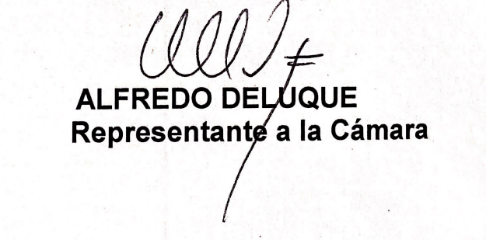 ALFREDO DELUQUE
Representante a la Cámara